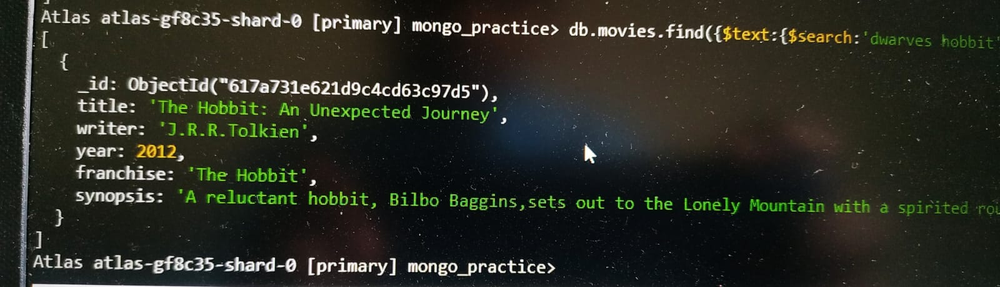 Atlas atlas-gf8c35-shard-0 [primary] mongo_practice> db.movies.find({$text:{$search:'dwarves hobbit'
[
{
_id: ObjectId("617a731e621d9c4cd63c97d5"),
title: 'The Hobbit: An Unexpected Journey',
writer: 'J.R.R.Tolkien',
year: 2012,
franchise: 'The Hobbit',
synopsis: 'A reluctant hobbit, Bilbo Baggins,sets out to the Lonely Mountain with a spirited
}
]
Atlas atlas-gf8c35-shard-0 [primary] mongo_practice>